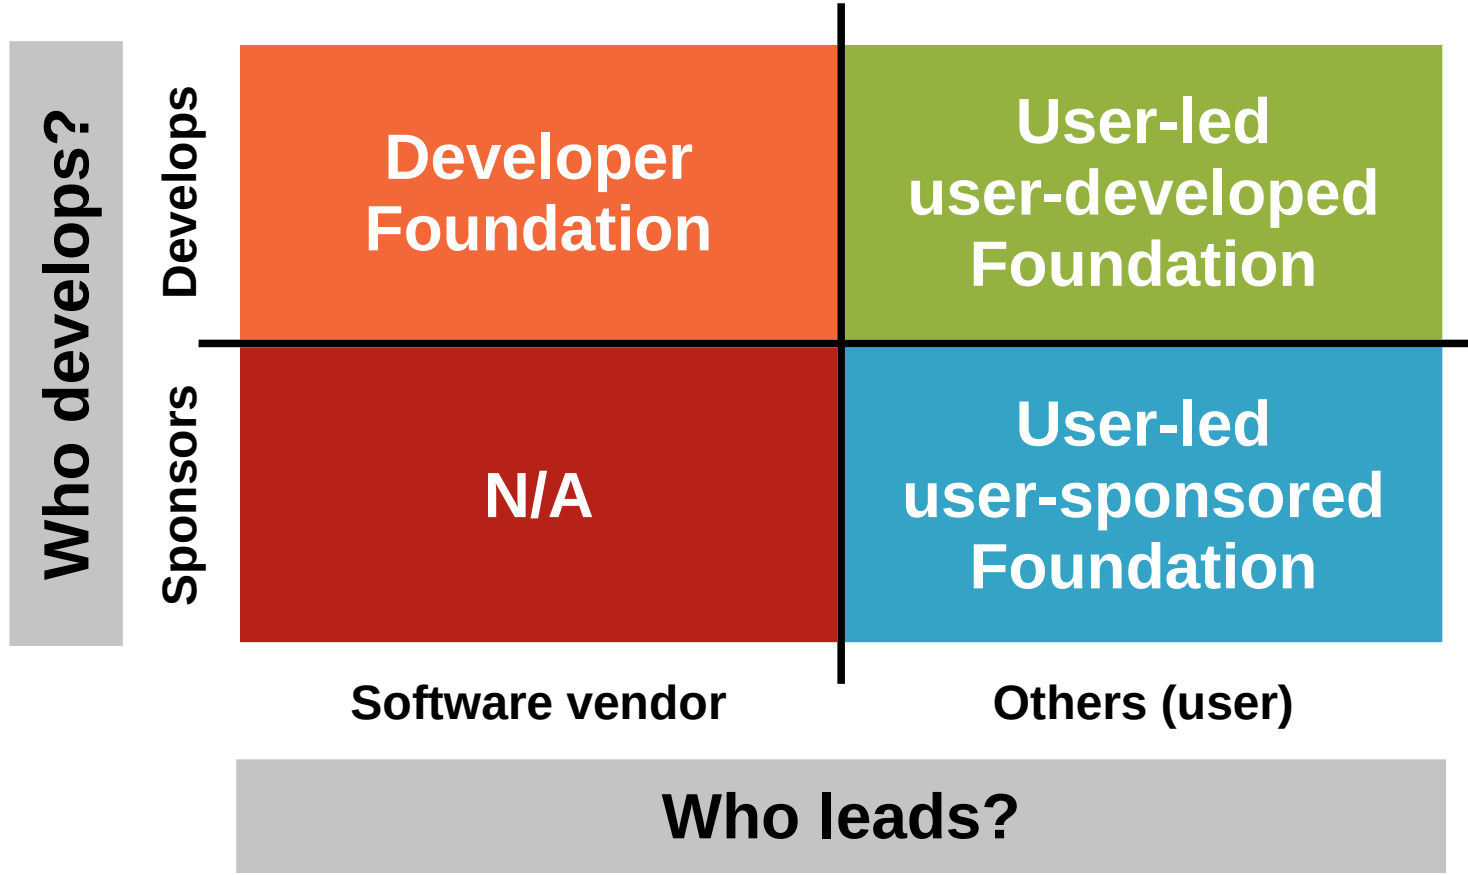 Who develops?
Develops
Developer
Foundation
User-led
user-developed
Foundation
Sponsors
N/A
User-led
user-sponsored
Foundation
Software vendor
Others (user)
Who leads?